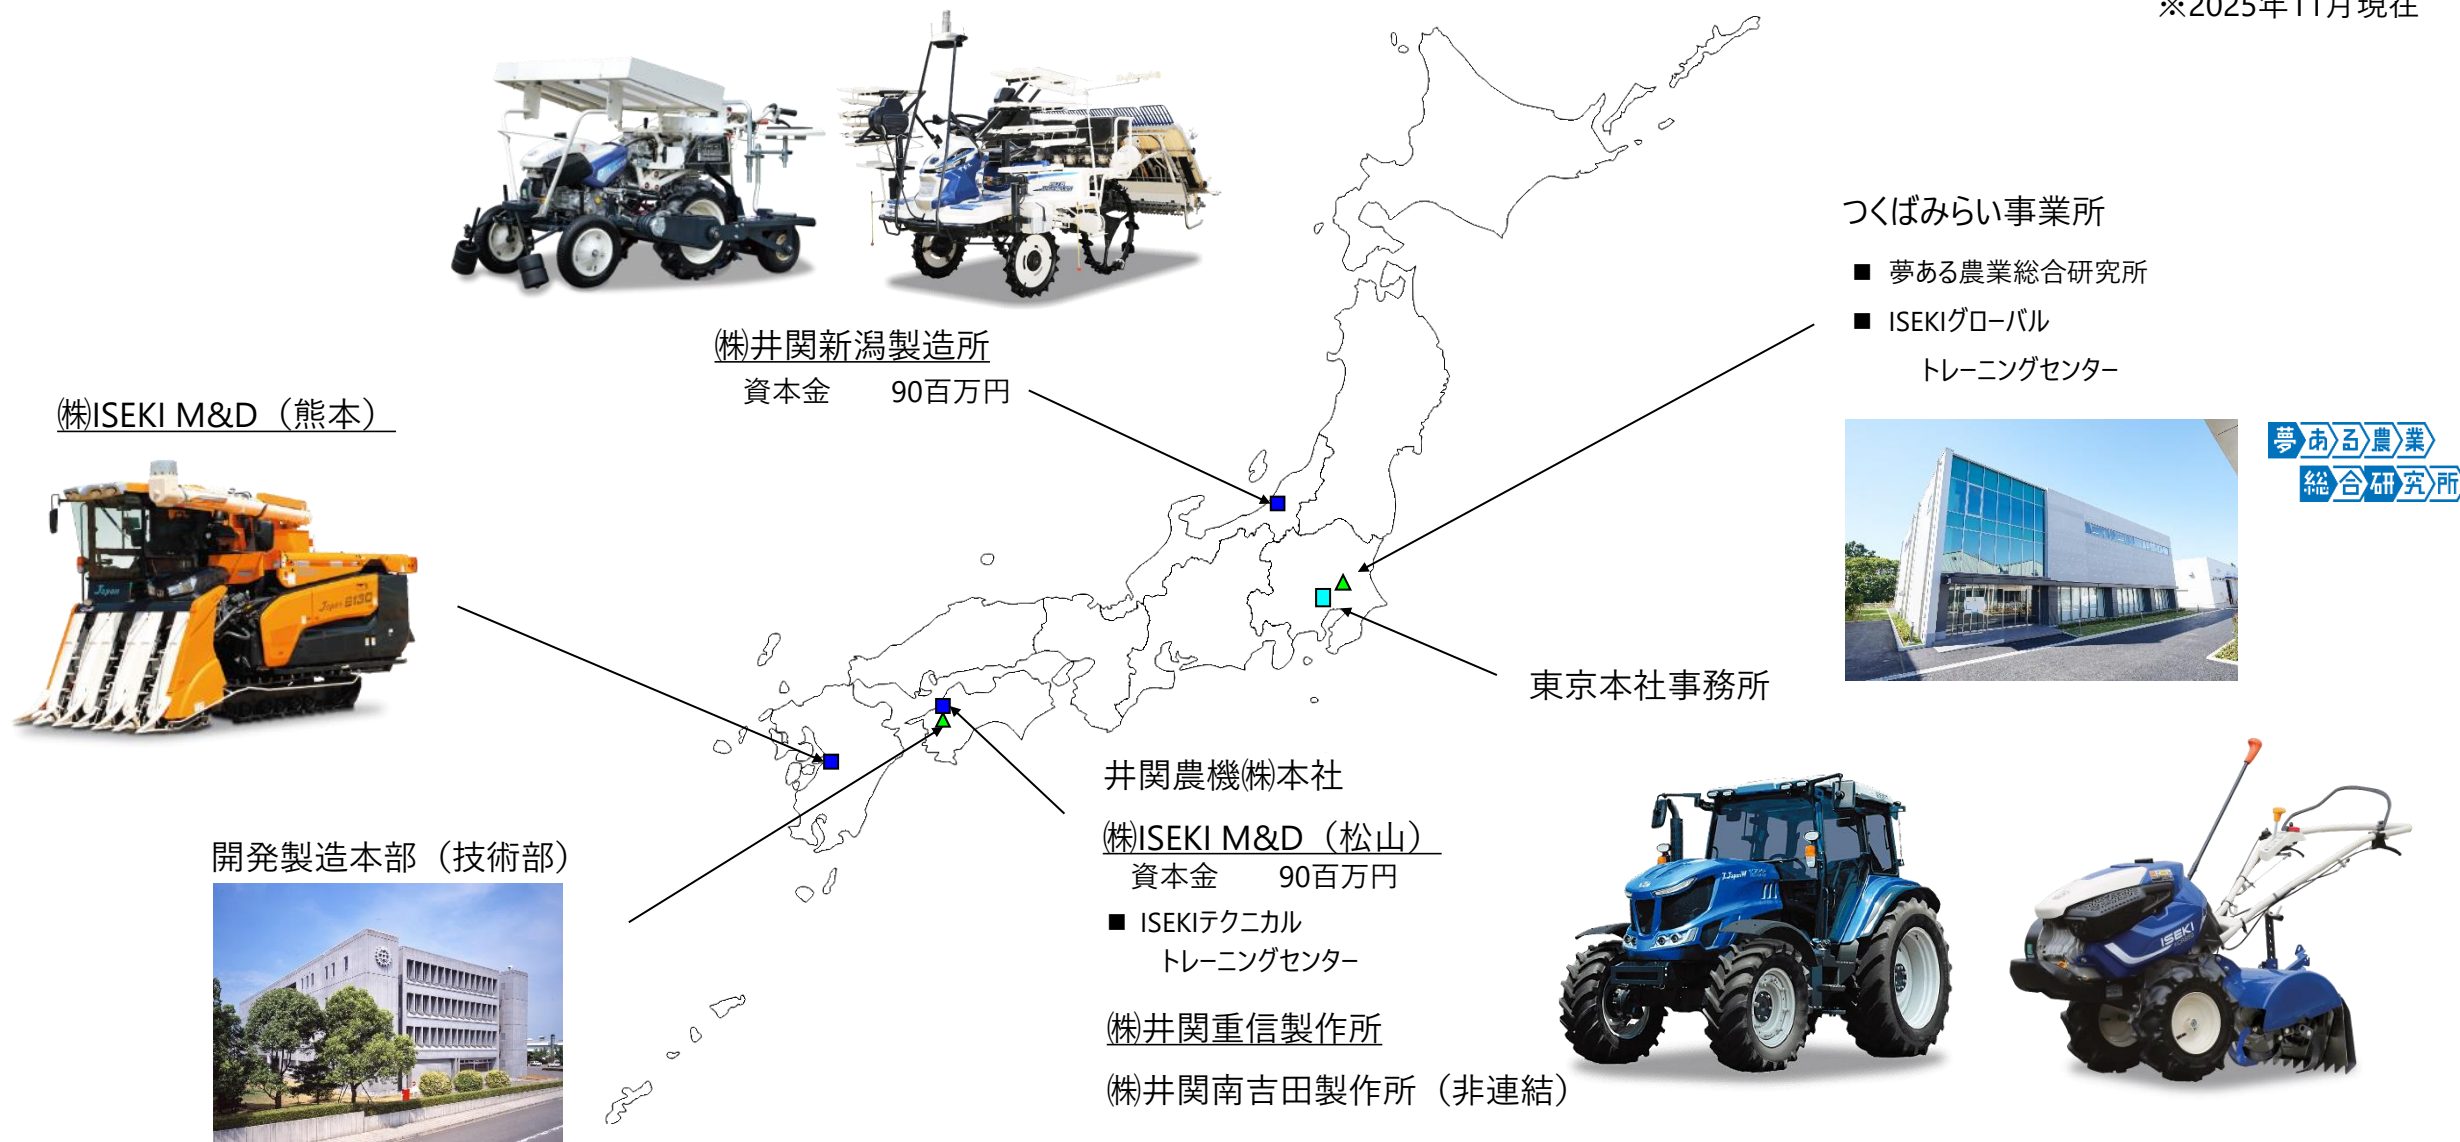 ※2025年11月現在
㈱井関新潟製造所
資本金　90百万円
つくばみらい事業所
■ 夢ある農業総合研究所
■ ISEKIグローバル
トレーニングセンター
夢ある農業
総合研究所
㈱ISEKI M&D（熊本）
Japan
Japan 6130
東京本社事務所
井関農機㈱本社
㈱ISEKI M&D（松山）
資本金　90百万円
■ ISEKIテクニカル
トレーニングセンター
㈱井関重信製作所
㈱井関南吉田製作所（非連結）
開発製造本部（技術部）
ISEKI